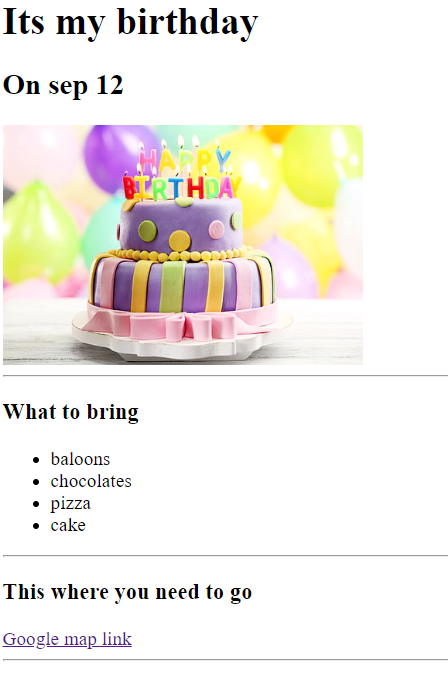 Its my birthday
On sep 12
HAPPY
BIRTHDAY
What to bring
baloons
chocolates
pizza
cake
This where you need to go
Google map link